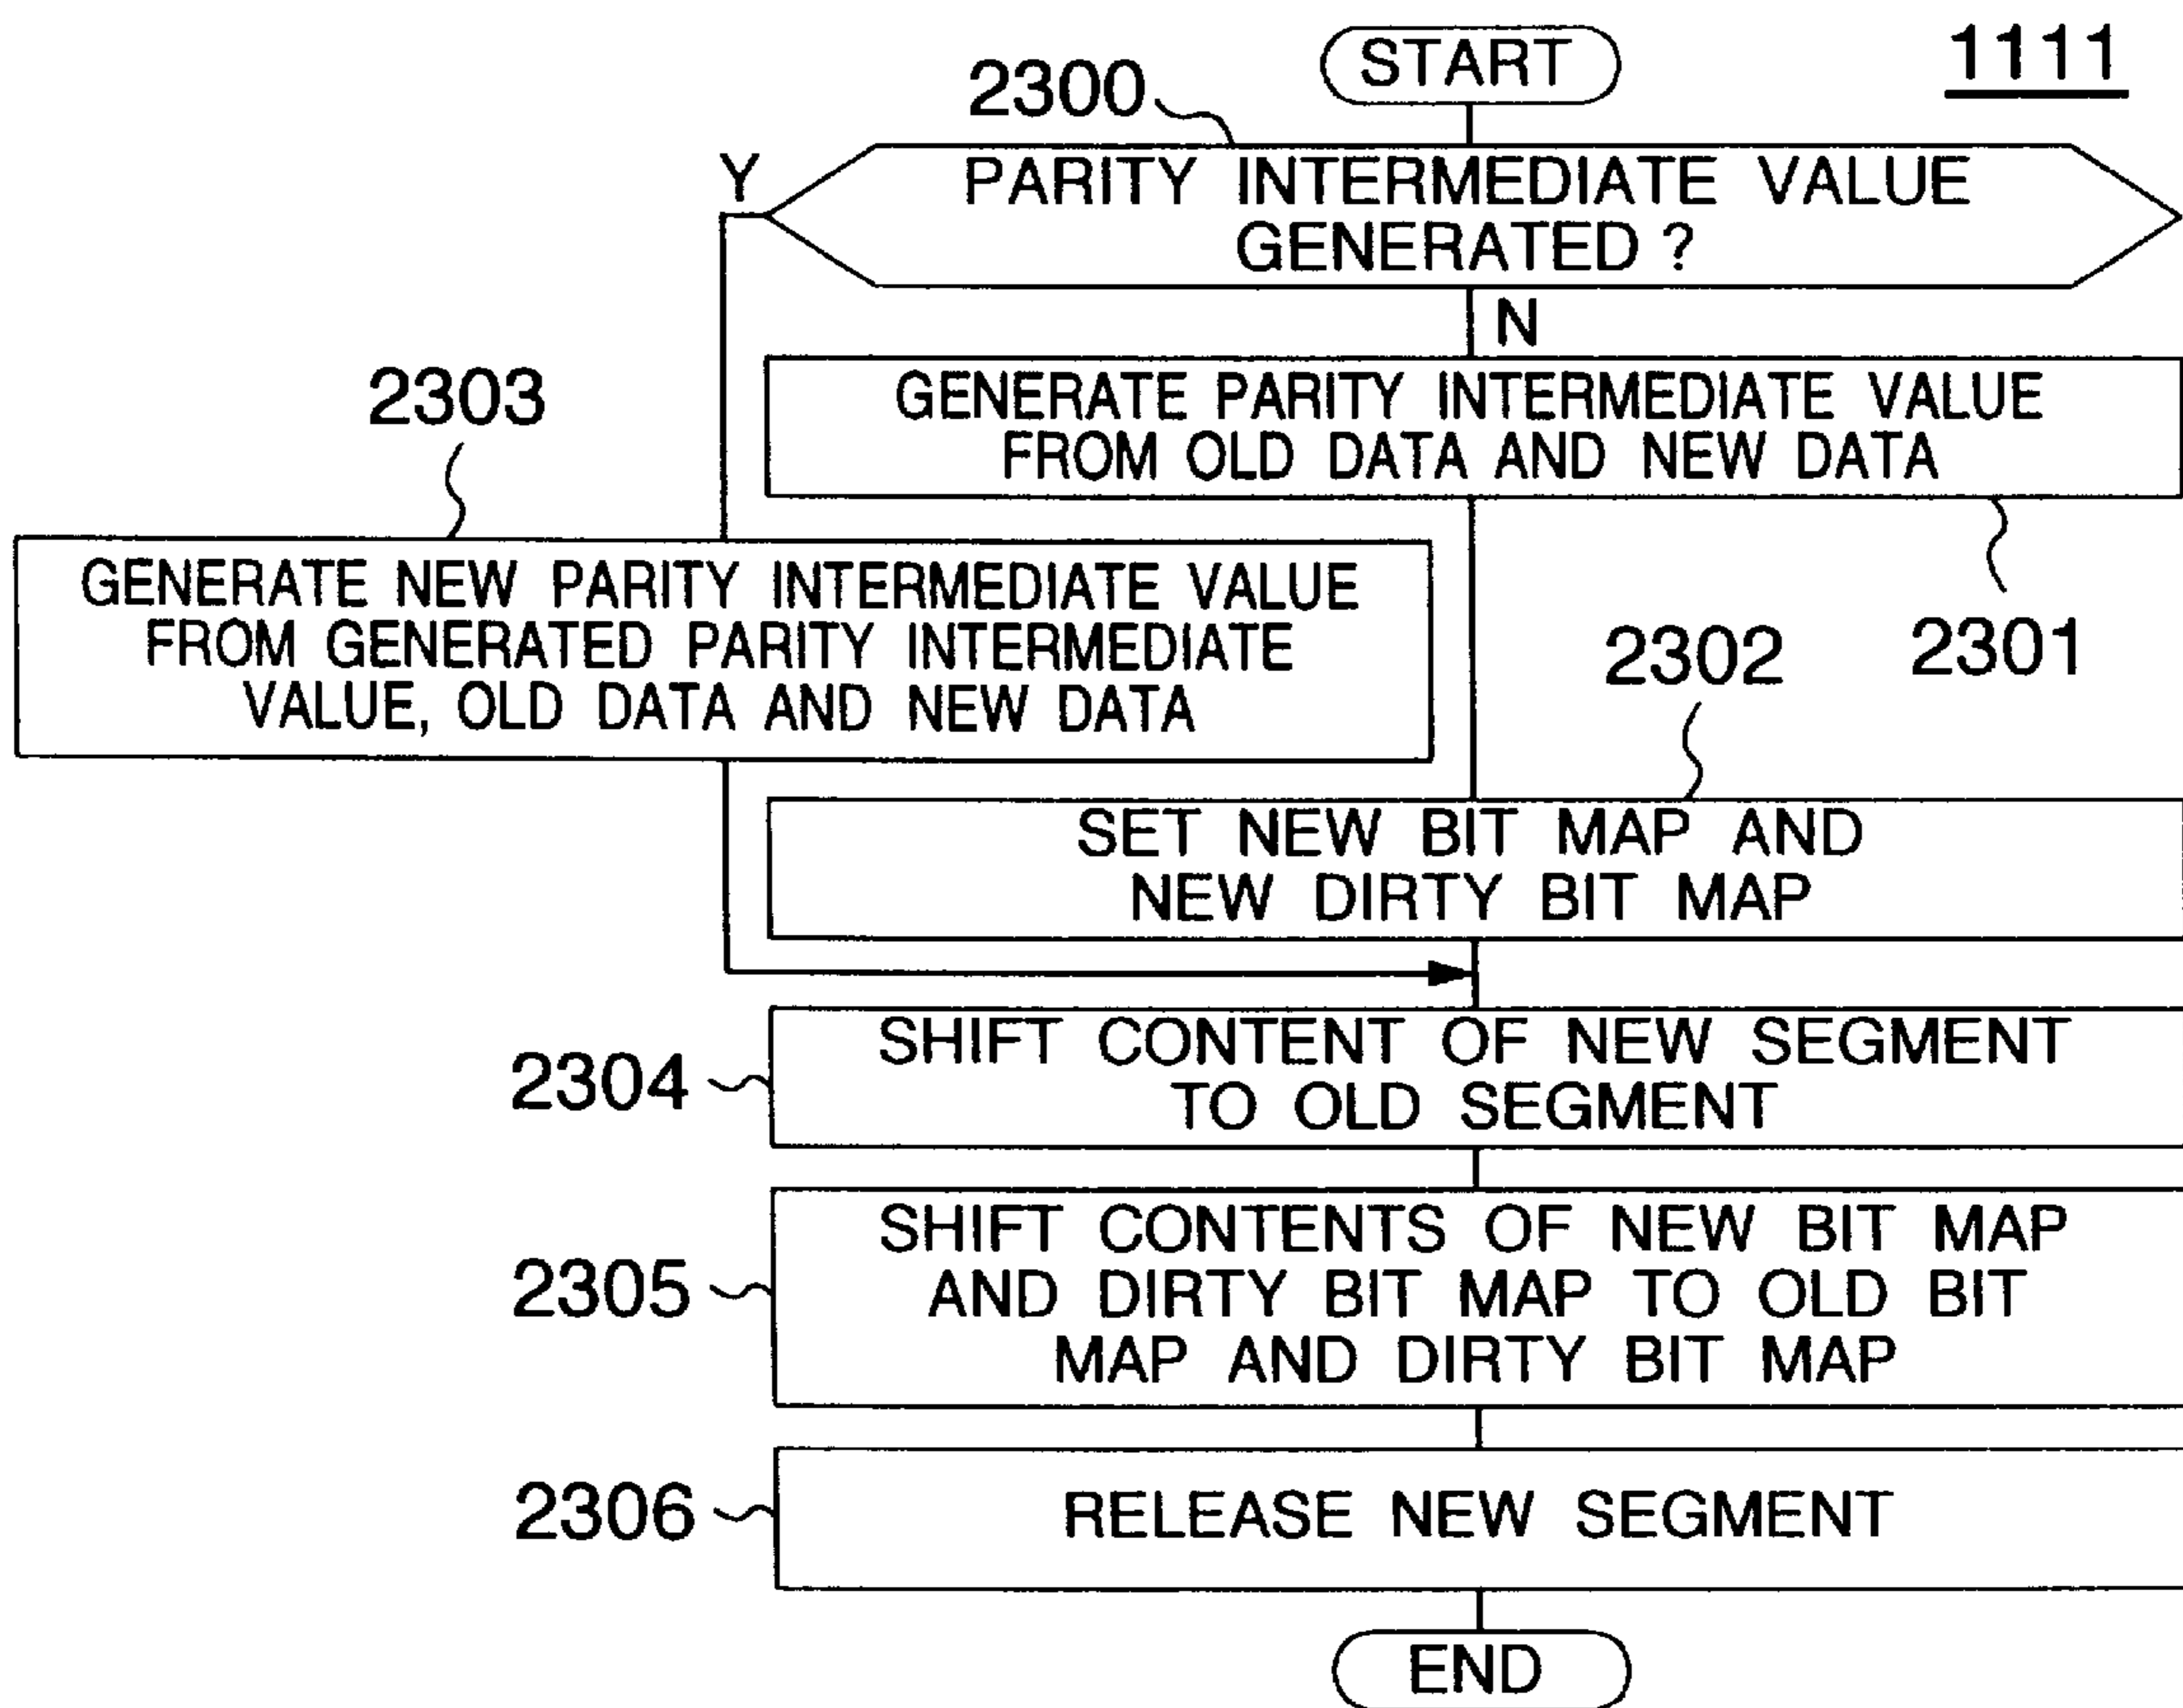 START
1111
2300
Y
PARITY INTERMEDIATE VALUE
GENERATED ?
N
GENERATE PARITY INTERMEDIATE VALUE
FROM OLD DATA AND NEW DATA
2301
2303
GENERATE NEW PARITY INTERMEDIATE VALUE
FROM GENERATED PARITY INTERMEDIATE
VALUE, OLD DATA AND NEW DATA
2302
SET NEW BIT MAP AND
NEW DIRTY BIT MAP
2304
SHIFT CONTENT OF NEW SEGMENT
TO OLD SEGMENT
2305
SHIFT CONTENTS OF NEW BIT MAP
AND DIRTY BIT MAP TO OLD BIT
MAP AND DIRTY BIT MAP
2306
RELEASE NEW SEGMENT
END